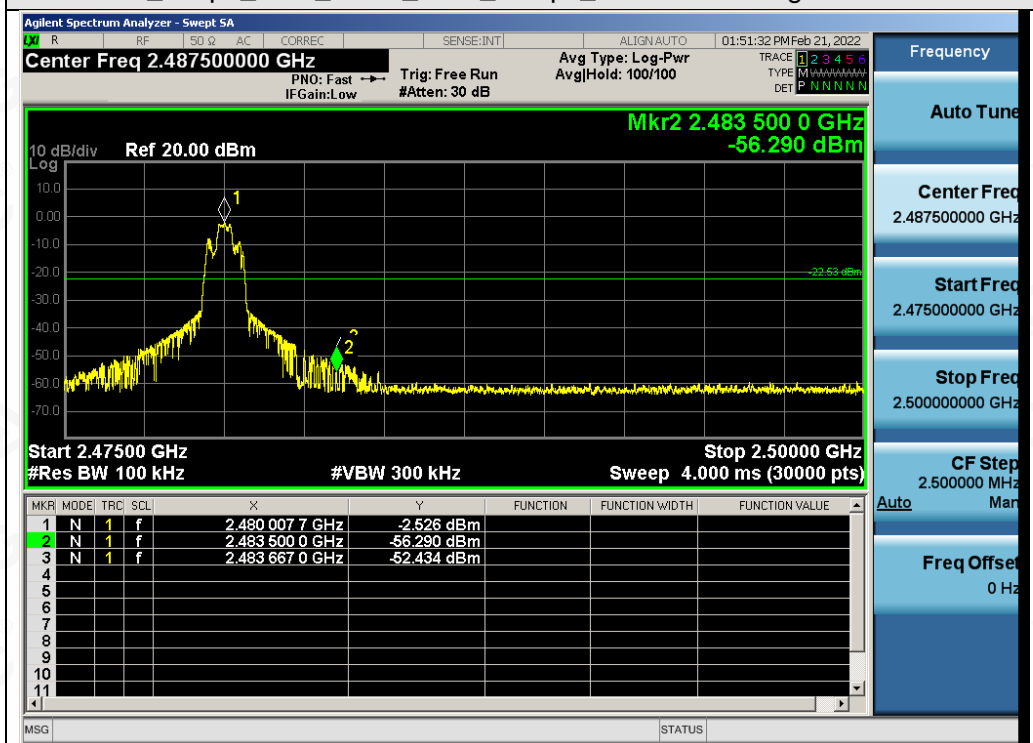 Agilent Spectrum Analyzer - Swept SA
LXI R RF 50 Ω AC CORREC SENSE:INT ALIGN AUTO 01:51:32 PM Feb 21, 2022
Center Freq 2.487500000 GHz
PNO: Fast
IFGain:Low
Trig: Free Run
#Atten: 30 dB
Avg Type: Log-Pwr
Avg|Hold: 100/100
TRACE 1 2 3 4 5 6
TYPE M W W W W W
DET P N N N N N
Mkr2 2.483 500 0 GHz
-56.290 dBm
10 dB/div Ref 20.00 dBm
Log
10.0
0.00
-10.0
-20.0
-30.0
-40.0
-50.0
-60.0
-70.0
1
-22.53 dBm
2
Start 2.47500 GHz Stop 2.50000 GHz
#Res BW 100 kHz #VBW 300 kHz Sweep 4.000 ms (30000 pts)
MKR MODE TRC SCL X Y FUNCTION FUNCTION WIDTH FUNCTION VALUE
1 N 1 f 2.480 007 7 GHz -2.526 dBm
2 N 1 f 2.483 500 0 GHz -56.290 dBm
3 N 1 f 2.483 667 0 GHz -52.434 dBm
4
5
6
7
8
9
10
11
MSG STATUS
Frequency
Auto Tune
Center Freq
2.487500000 GHz
Start Freq
2.475000000 GHz
Stop Freq
2.500000000 GHz
CF Step
2.500000 MHz
Auto Man
Freq Offset
0 Hz